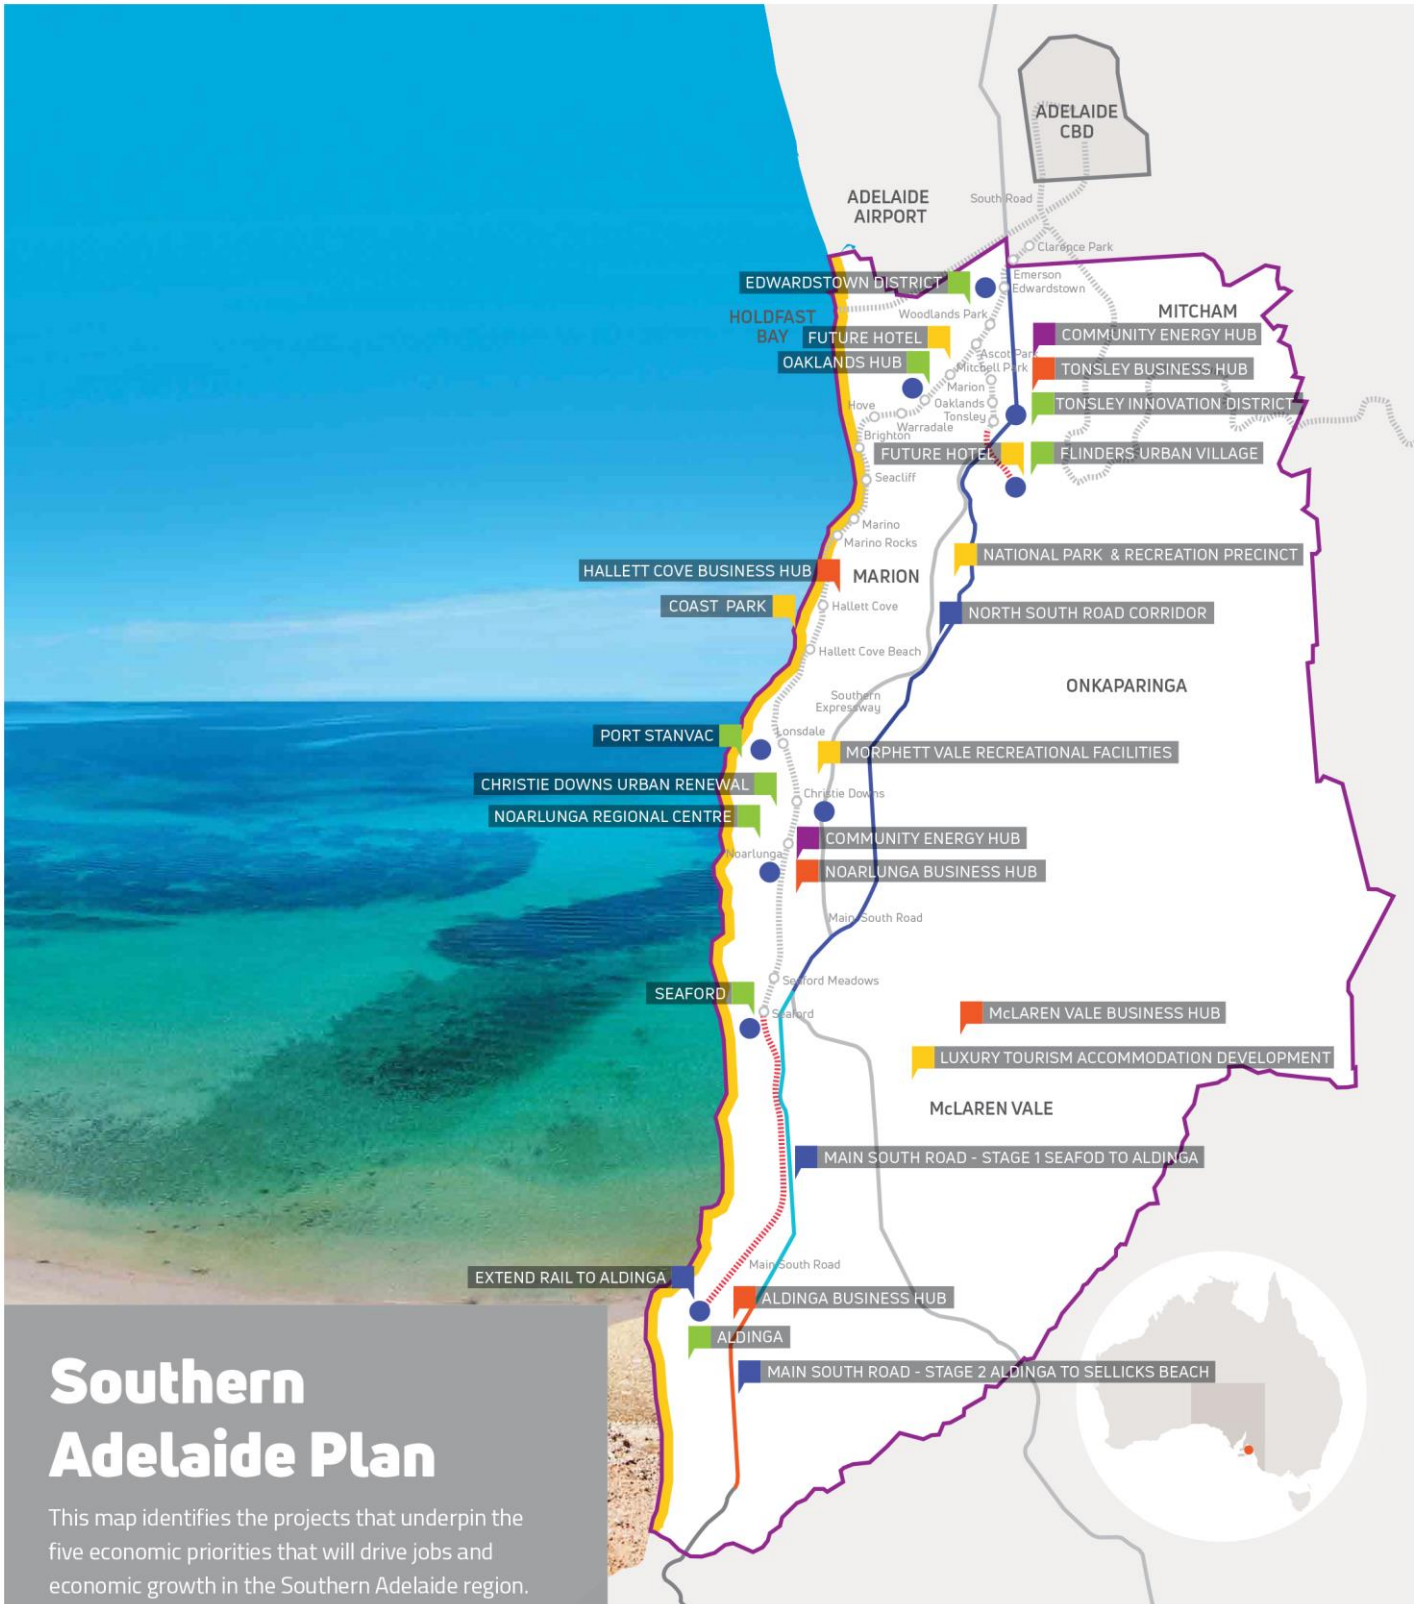 ADELAIDE
CBD
ADELAIDE
AIRPORT
South Road
Clarence Park
EDWARDSTOWN DISTRICT
Emerson
Edwardstown
HOLDFAST
BAY
Woodlands Park
MITCHAM
FUTURE HOTEL
COMMUNITY ENERGY HUB
OAKLANDS HUB
Ascot Park
Mitchell Park
TONSLEY BUSINESS HUB
Marion
Hove
Oaklands
TONSLEY INNOVATION DISTRICT
Tonsley
Warradale
Brighton
FUTURE HOTEL
FLINDERS URBAN VILLAGE
Seacliff
Marino
Marino Rocks
NATIONAL PARK & RECREATION PRECINCT
HALLETT COVE BUSINESS HUB
MARION
COAST PARK
Hallett Cove
NORTH SOUTH ROAD CORRIDOR
Hallett Cove Beach
ONKAPARINGA
Southern
Expressway
PORT STANVAC
Lonsdale
MORPHETT VALE RECREATIONAL FACILITIES
CHRISTIE DOWNS URBAN RENEWAL
Christie Downs
NOARLUNGA REGIONAL CENTRE
COMMUNITY ENERGY HUB
Noarlunga
NOARLUNGA BUSINESS HUB
Main South Road
Seaford Meadows
SEAFORD
Seaford
McLAREN VALE BUSINESS HUB
LUXURY TOURISM ACCOMMODATION DEVELOPMENT
McLAREN VALE
MAIN SOUTH ROAD - STAGE 1 SEAFOD TO ALDINGA
Main South Road
EXTEND RAIL TO ALDINGA
ALDINGA BUSINESS HUB
ALDINGA
MAIN SOUTH ROAD - STAGE 2 ALDINGA TO SELLICKS BEACH
Southern
Adelaide Plan
This map identifies the projects that underpin the
five economic priorities that will drive jobs and
economic growth in the Southern Adelaide region.